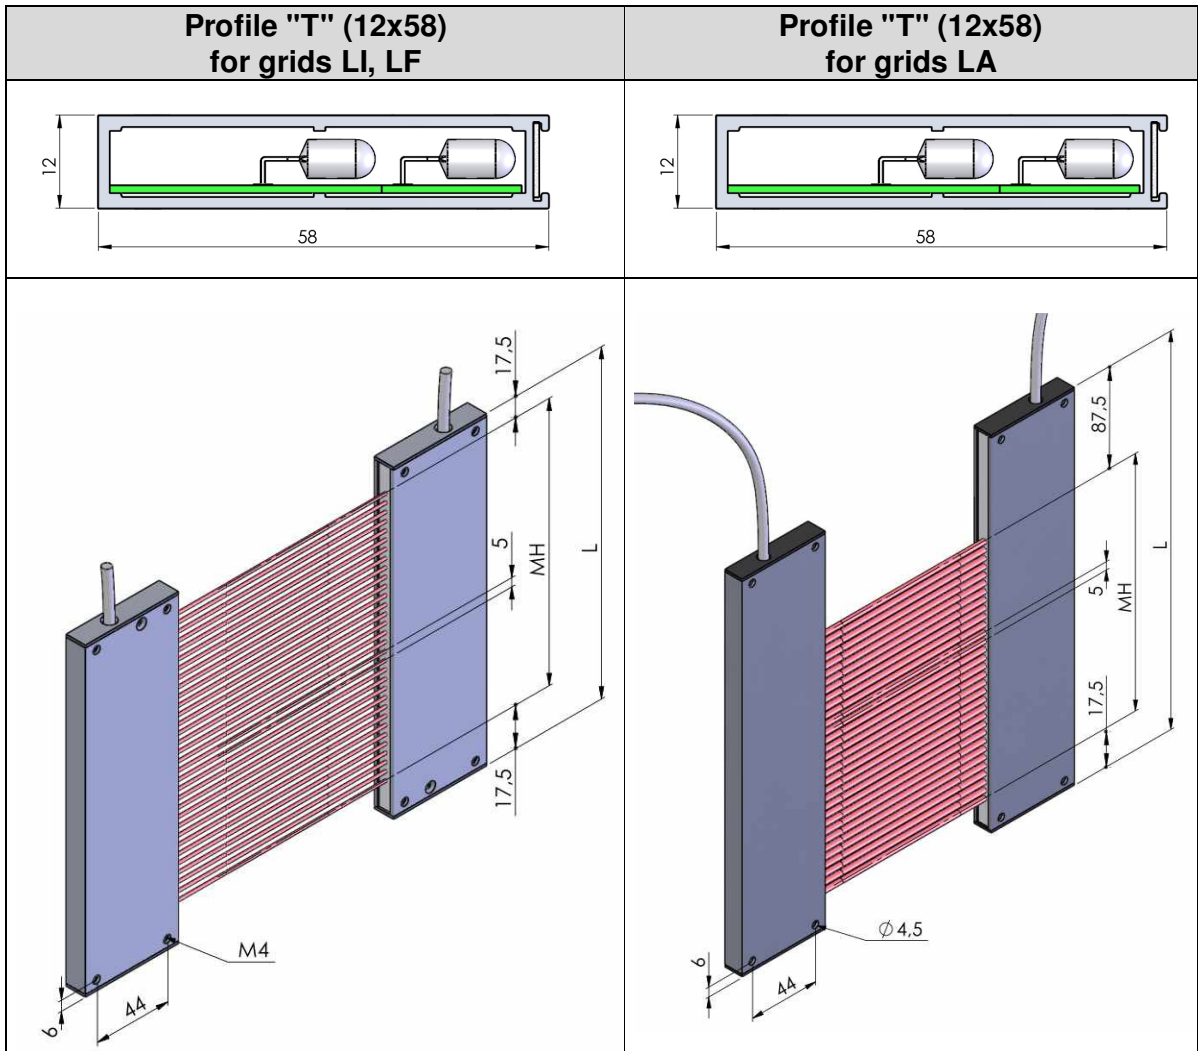 Profile "T" (12x58)
for grids LI, LF
Profile "T" (12x58)
for grids LA
12
58
12
58
17,5
5
MH
L
17,5
M4
6
44
87,5
5
MH
L
17,5
Ø 4,5
6
44